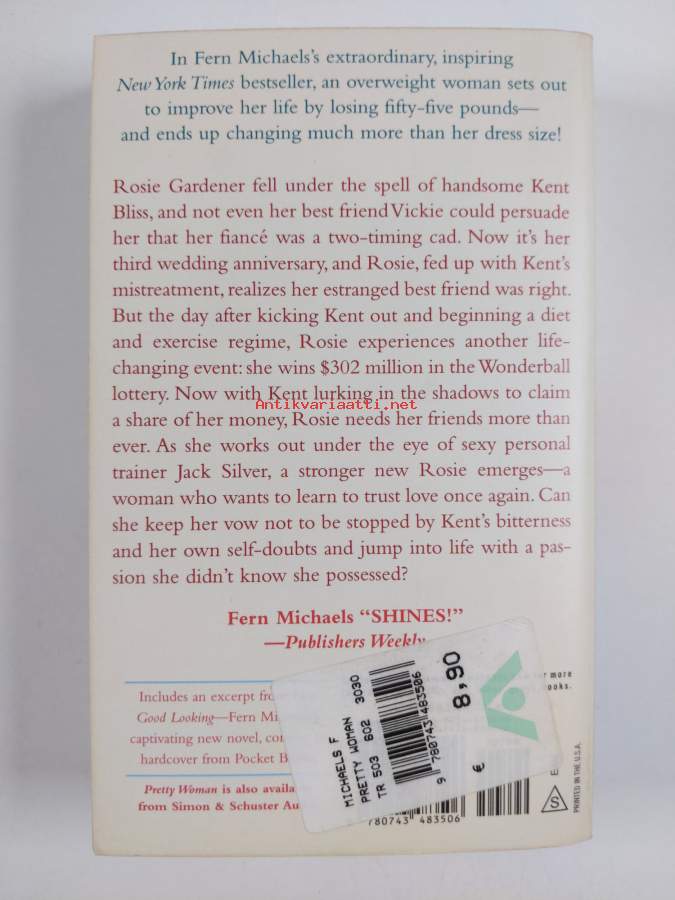 In Fern Michaels's extraordinary, inspiring
New York Times bestseller, an overweight woman sets out
to improve her life by losing fifty-five pounds—
and ends up changing much more than her dress size!
Rosie Gardener fell under the spell of handsome Kent
Bliss, and not even her best friend Vickie could persuade
her that her fiancé was a two-timing cad. Now it's her
third wedding anniversary, and Rosie, fed up with Kent's
mistreatment, realizes her estranged best friend was right.
But the day after kicking Kent out and beginning a diet
and exercise regime, Rosie experiences another life-
changing event: she wins $302 million in the Wonderball
lottery. Now with Kent lurking in the shadows to claim
Antikvariaatti.net
a share of her money, Rosie needs her friends more than
ever. As she works out under the eye of sexy personal
trainer Jack Silver, a stronger new Rosie emerges—a
woman who wants to learn to trust love once again. Can
she keep her vow not to be stopped by Kent's bitterness
and her own self-doubts and jump into life with a pas-
sion she didn't know she possessed?
Fern Michaels "SHINES!"
—Publishers Weekly
Includes an excerpt fro
Good Looking—Fern Mi
captivating new novel, co
hardcover from Pocket B
Pretty Woman is also availa
from Simon & Schuster Au
MICHAELS F
PRETTY WOMAN 3030
TR 503 602
9 780743 483506
8,90
€
r more
ooks.
780743 483506
E
S
PRINTED IN THE U.S.A.